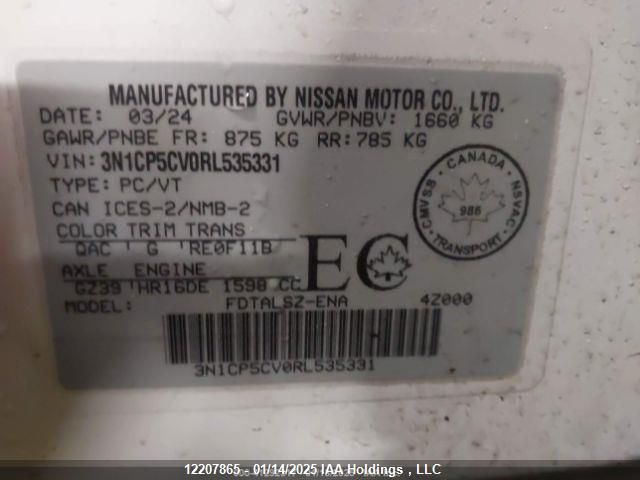 MANUFACTURED BY NISSAN MOTOR CO., LTD.
DATE: 03/24 GVWR/PNBV: 1660 KG
GAWR/PNBE FR: 875 KG RR: 785 KG
VIN: 3N1CP5CV0RL535331
TYPE: PC/VT
CAN ICES-2/NMB-2
COLOR TRIM TRANS
QAC ' G 'RE0F11B
AXLE ENGINE
GZ39 'HR16DE 1598 CC
MODEL: FDTALSZ-ENA 4Z000
3N1CP5CV0RL535331
EC
CANADA
CMVSS
NSVAC
986
TRANSPORT
12207865 - 01/14/2025 IAA Holdings , LLC